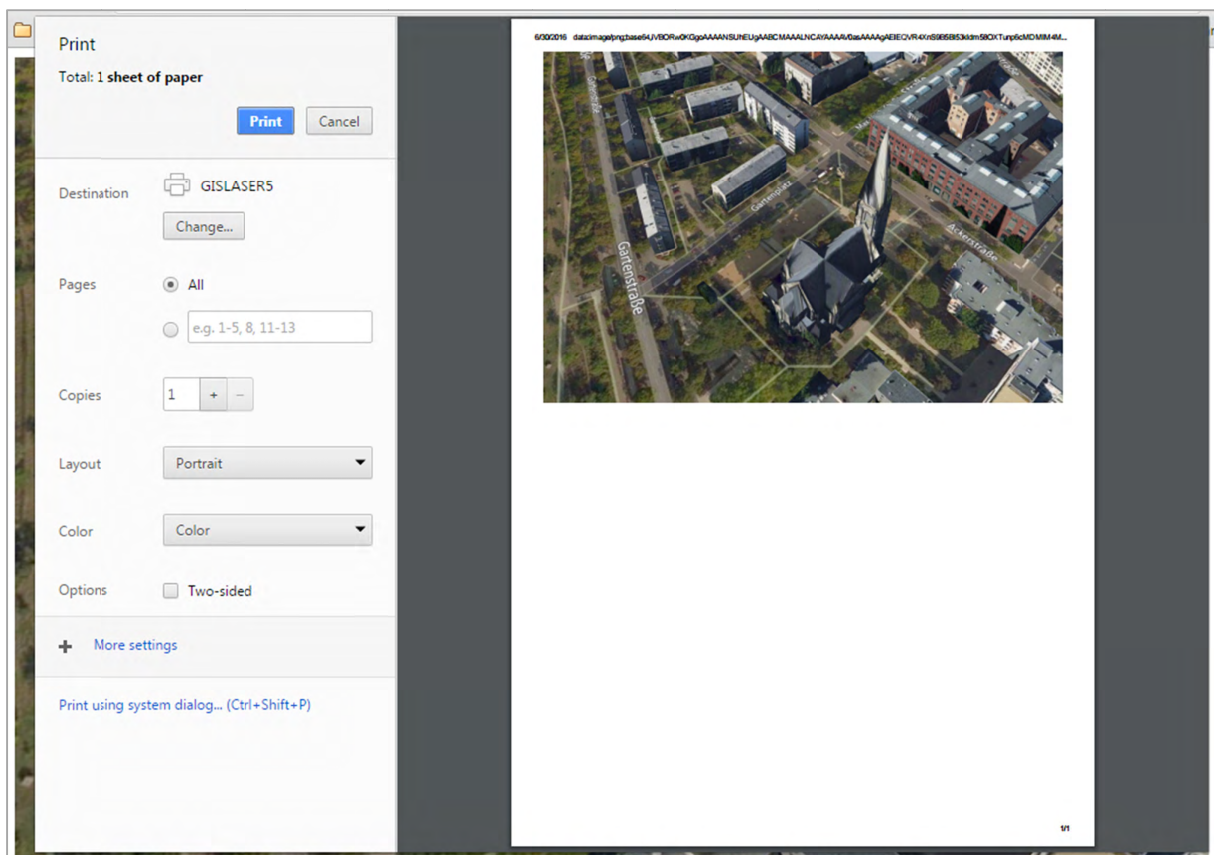 Print
Total: 1 sheet of paper
Print
Cancel
Destination
GISLASER5
Change...
Pages
All
e.g. 1-5, 8, 11-13
Copies
1
+
-
Layout
Portrait
Color
Color
Options
Two-sided
+ More settings
Print using system dialog... (Ctrl+Shift+P)
6/30/2016
Gartenstraße
Gartenplatz
Ackerstraße
1/1